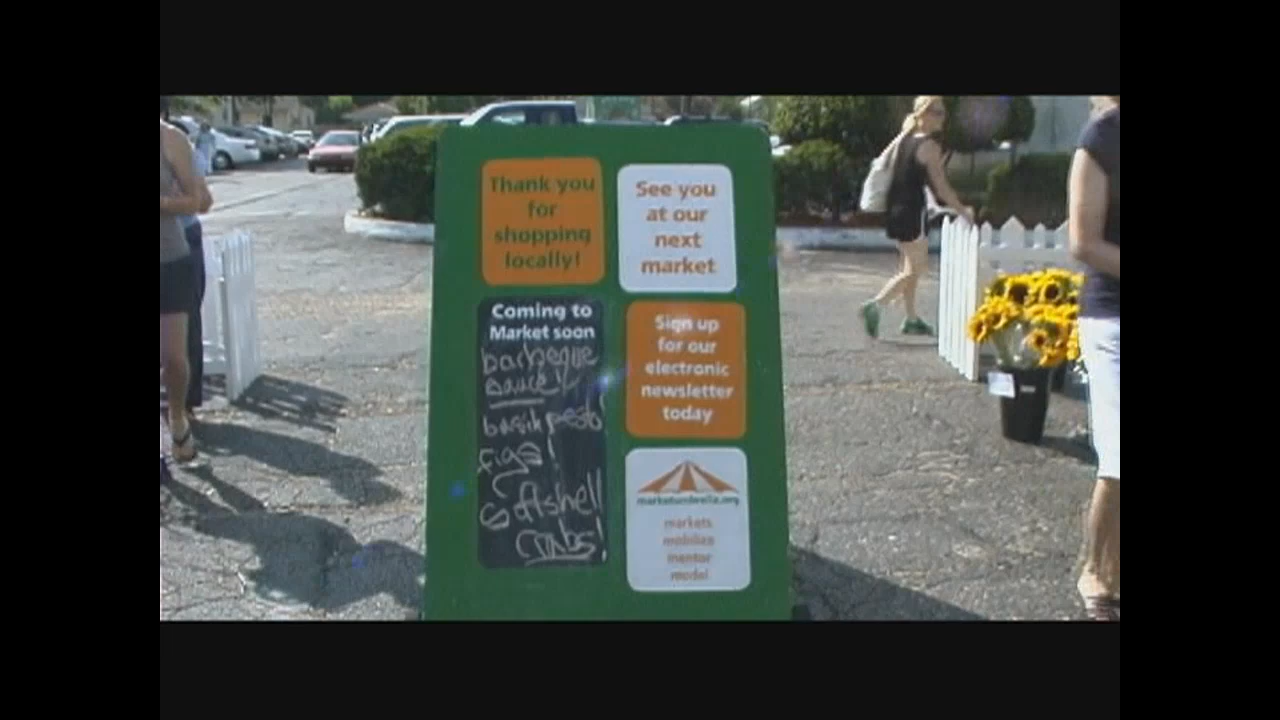 Thank you
for
shopping
locally!
See you
at our
next
market
Coming to
Market soon
barbeque
sauce!
basil pesto
figs!
Softshell
crabs!
Sign up
for our
electronic
newsletter
today
marketumbrella.org
markets
mobilize
mentor
model